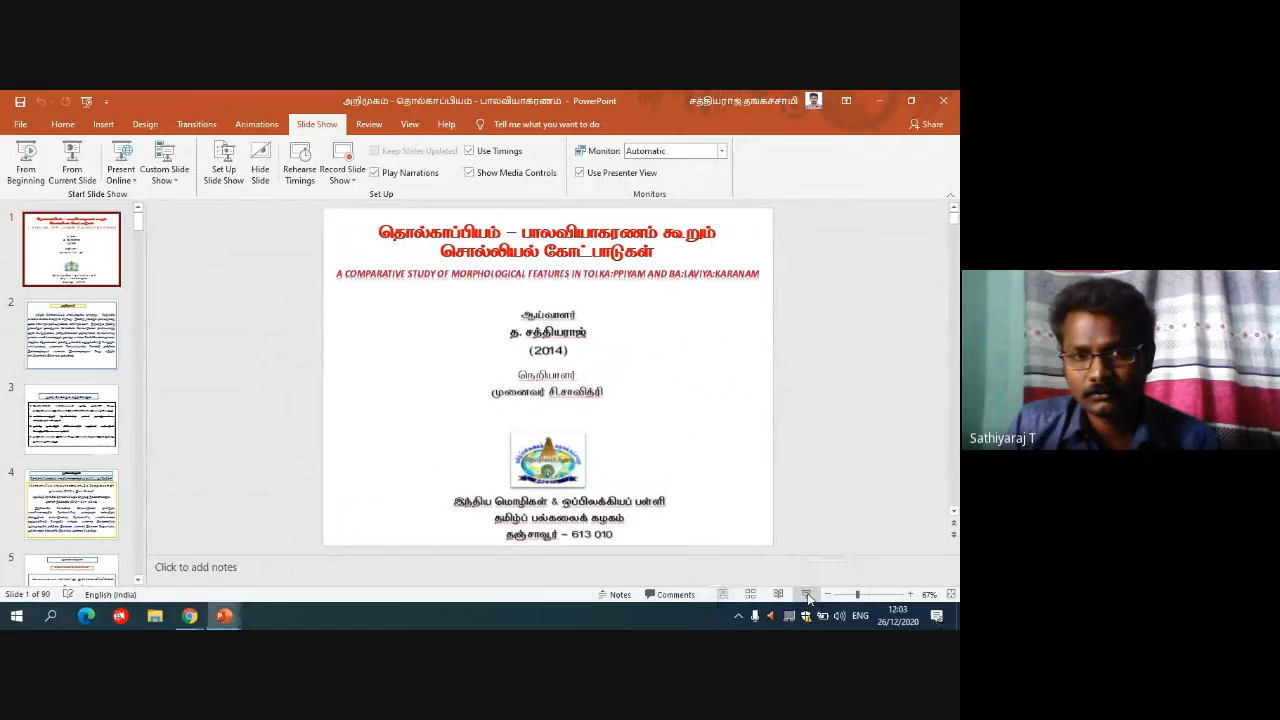 அறிமுகம் - தொல்காப்பியம் - பாலவியாகரணம் - PowerPoint
சத்தியராஜ் தங்கச்சாமி
File Home Insert Design Transitions Animations Slide Show Review View Help Tell me what you want to do Share
From Beginning
From Current Slide
Present Online
Custom Slide Show
Start Slide Show
Set Up Slide Show
Hide Slide
Rehearse Timings
Record Slide Show
Keep Slides Updated
Play Narrations
Use Timings
Show Media Controls
Set Up
Monitor: Automatic
Use Presenter View
Monitors
1
2
3
4
5
தொல்காப்பியம் – பாலவியாகரணம் கூறும்
சொல்லியல் கோட்பாடுகள்
A COMPARATIVE STUDY OF MORPHOLOGICAL FEATURES IN TOLKA:PPIYAM AND BA:LAVIYA:KARANAM
ஆய்வாளர்
த. சத்தியராஜ்
(2014)
நெறியாளர்
முனைவர் சி.சாவித்ரி
இந்திய மொழிகள் & ஒப்பிலக்கியப் பள்ளி
தமிழ்ப் பல்கலைக் கழகம்
தஞ்சாவூர் – 613 010
Click to add notes
Slide 1 of 90 English (India) Notes Comments 67%
ENG
12:03
26/12/2020
Sathiyaraj T